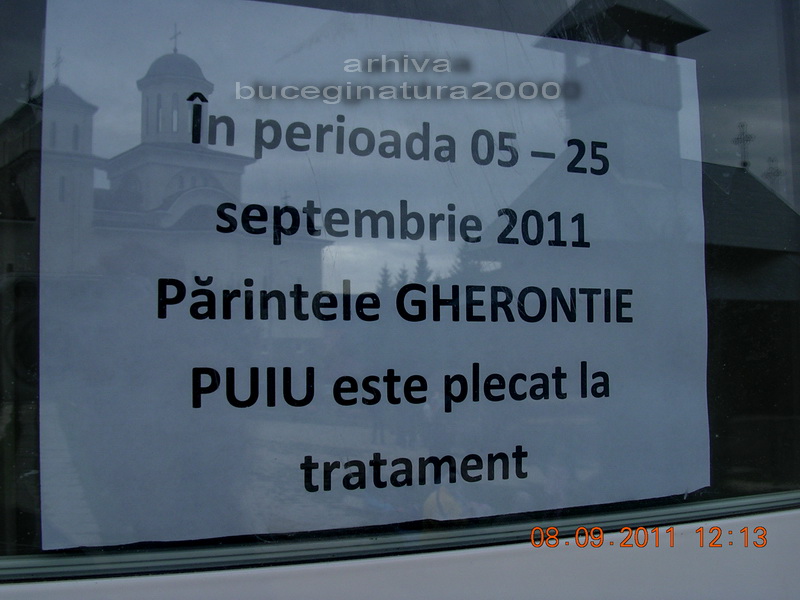 arhiva
buceginatura2000
În perioada 05 – 25
septembrie 2011
Părintele GHERONTIE
PUIU este plecat la
tratament
08.09.2011 12:13